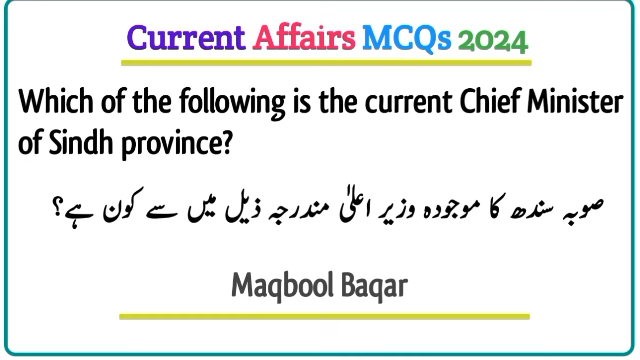 Current Affairs MCQs 2024
Which of the following is the current Chief Minister
of Sindh province?
صوبہ سندھ کا موجودہ وزیر اعلیٰ مندرجہ ذیل میں سے کون ہے؟
Maqbool Baqar